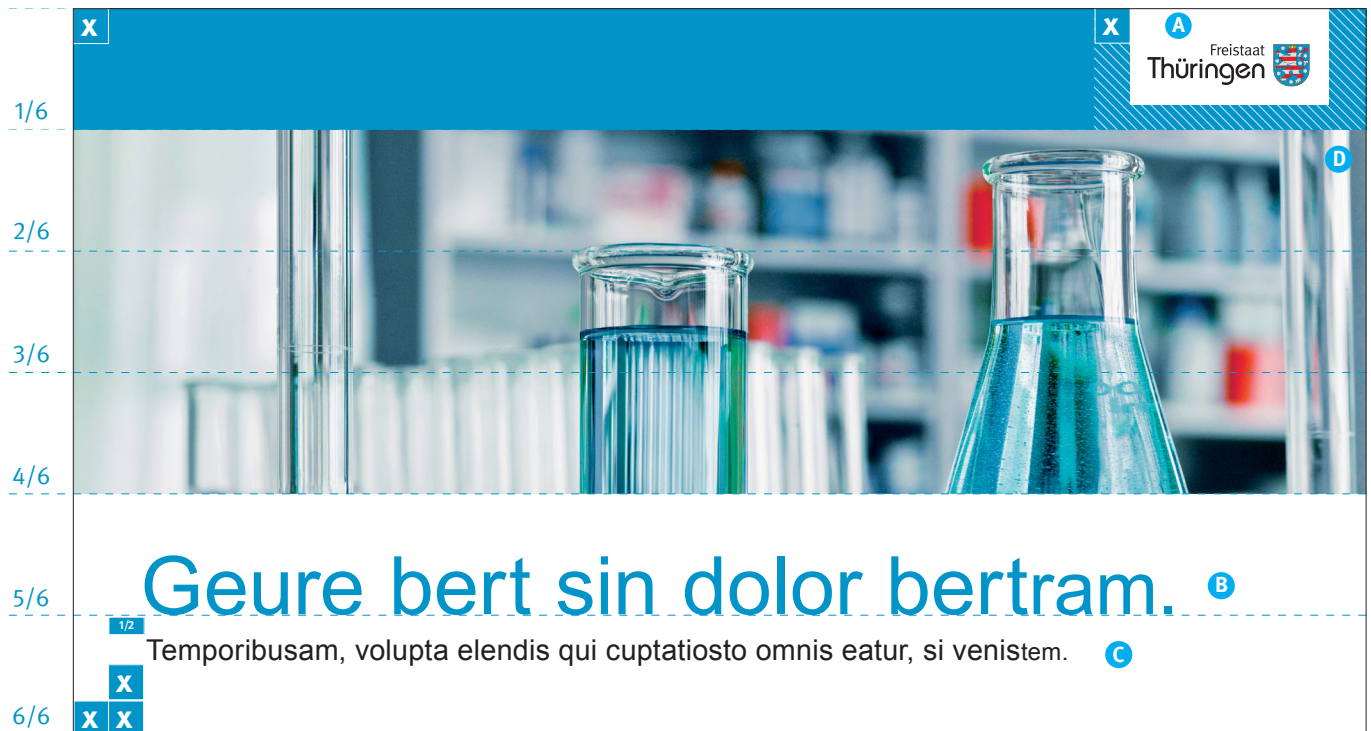 X
X
A
Freistaat
Thüringen
1/6
D
2/6
3/6
4/6
Geure bert sin dolor bertram.
B
5/6
1/2
Temporibusam, volupta elendis qui cuptatiosto omnis eatur, si venistem.
C
X
6/6
X X